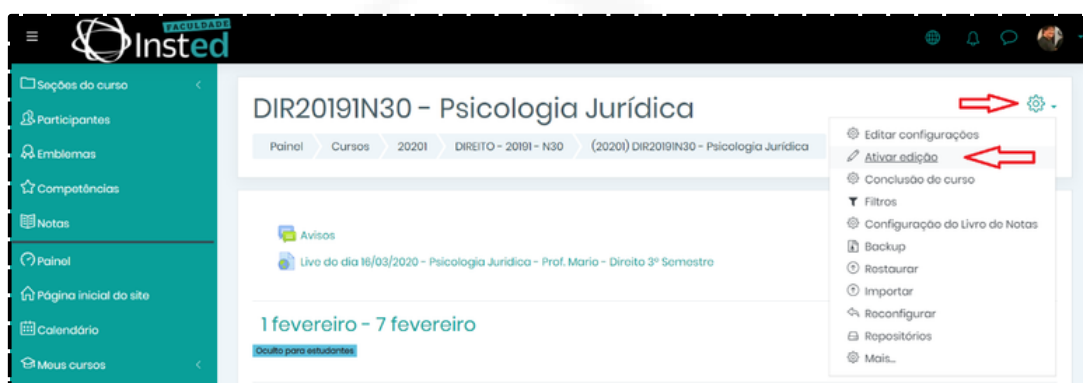 FACULDADE
Insted
Seções do curso
Participantes
Emblemas
Competências
Notas
Painel
Página inicial do site
Calendário
Meus cursos
DIR20191N30 - Psicologia Jurídica
Painel Cursos 20201 DIREITO - 20191 - N30 (20201) DIR20191N30 - Psicologia Jurídica
Editar configurações
Ativar edição
Conclusão de curso
Filtros
Configuração do Livro de Notas
Backup
Restaurar
Importar
Reconfigurar
Repositórios
Mais...
Avisos
Live do dia 16/03/2020 - Psicologia Jurídica - Prof. Mario - Direito 3º Semestre
1 fevereiro - 7 fevereiro
Oculto para estudantes